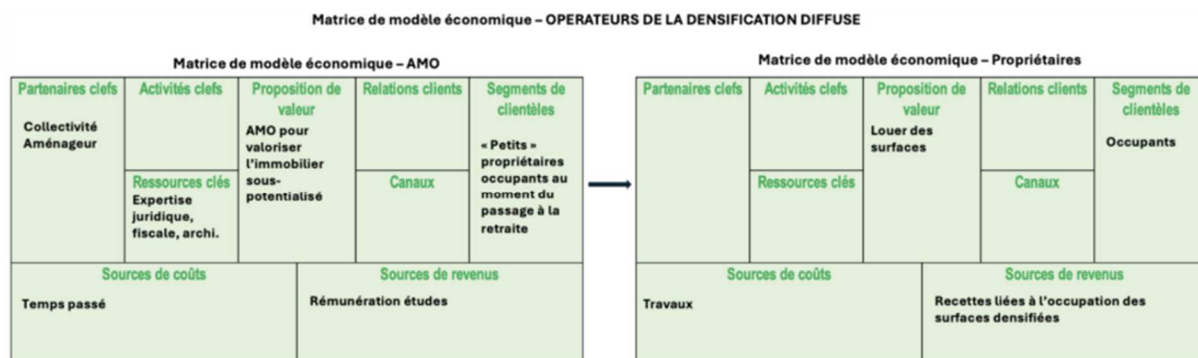 Matrice de modèle économique – OPERATEURS DE LA DENSIFICATION DIFFUSE
Matrice de modèle économique – AMO
Partenaires clefs
Collectivité
Aménageur
Activités clefs
Ressources clés
Expertise
juridique,
fiscale, archi.
Proposition de
valeur
AMO pour
valoriser
l’immobilier
sous-
potentialisé
Relations clients
Canaux
Segments de
clientèles
« Petits »
propriétaires
occupants au
moment du
passage à la
retraite
Sources de coûts
Temps passé
Sources de revenus
Rémunération études
Matrice de modèle économique – Propriétaires
Partenaires clefs
Activités clefs
Ressources clés
Proposition de
valeur
Louer des
surfaces
Relations clients
Canaux
Segments de
clientèles
Occupants
Sources de coûts
Travaux
Sources de revenus
Recettes liées à l’occupation des
surfaces densifiées